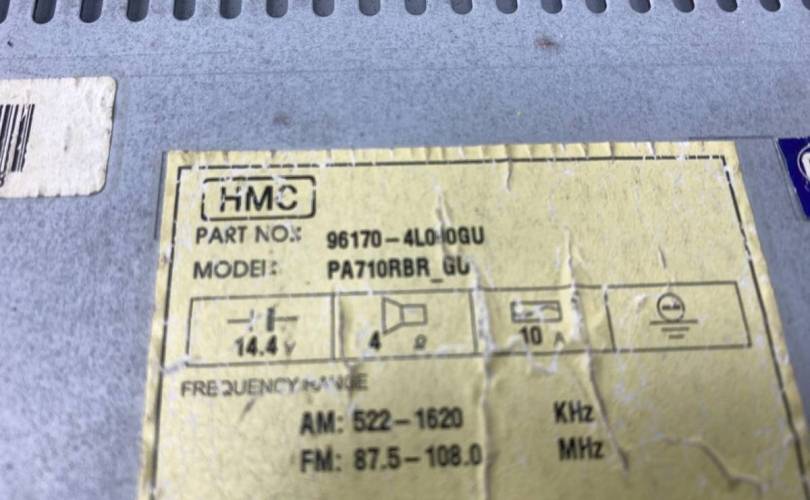 HMC
PART NO.: 96170-4L000GU
MODEL: PA710RBR_GU
14.4 V 4 Ω 10 A
FREQUENCY RANGE
AM: 522-1620 KHz
FM: 87.5-108.0 MHz